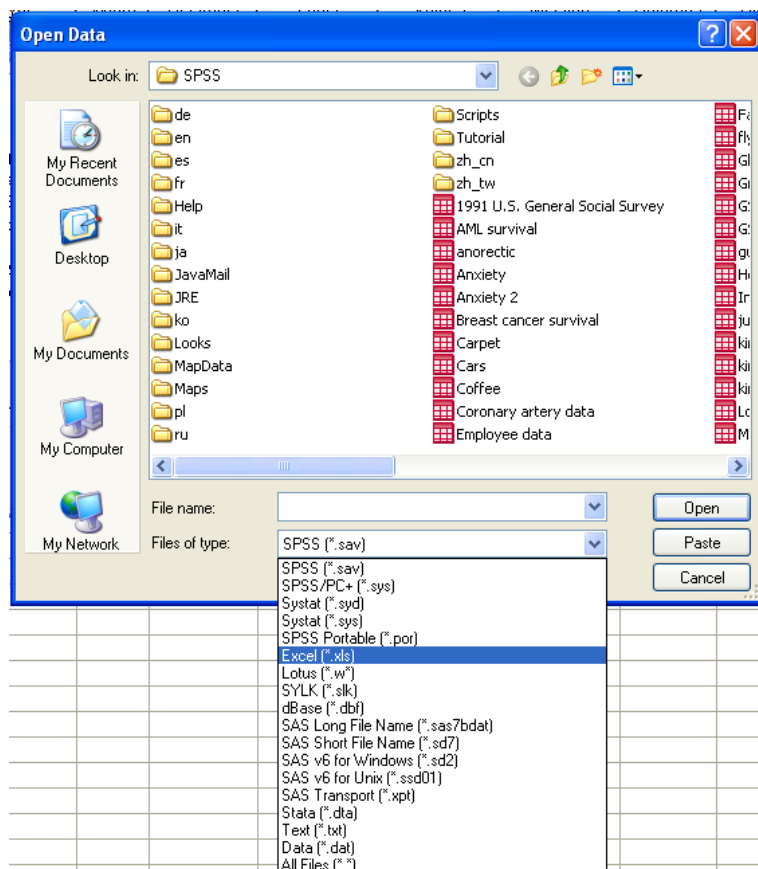 Open Data
Look in:
SPSS
My Recent
Documents
Desktop
My Documents
My Computer
My Network
de
en
es
fr
Help
it
ja
JavaMail
JRE
ko
Looks
MapData
Maps
pl
ru
Scripts
Tutorial
zh_cn
zh_tw
1991 U.S. General Social Survey
AML survival
anorectic
Anxiety
Anxiety 2
Breast cancer survival
Carpet
Cars
Coffee
Coronary artery data
Employee data
File name:
Open
Files of type:
SPSS (*.sav)
Paste
Cancel
SPSS (*.sav)
SPSS/PC+ (*.sys)
Systat (*.syd)
Systat (*.sys)
SPSS Portable (*.por)
Excel (*.xls)
Lotus (*.w*)
SYLK (*.slk)
dBase (*.dbf)
SAS Long File Name (*.sas7bdat)
SAS Short File Name (*.sd7)
SAS v6 for Windows (*.sd2)
SAS v6 for Unix (*.ssd01)
SAS Transport (*.xpt)
Stata (*.dta)
Text (*.txt)
Data (*.dat)
All Files (*.*)